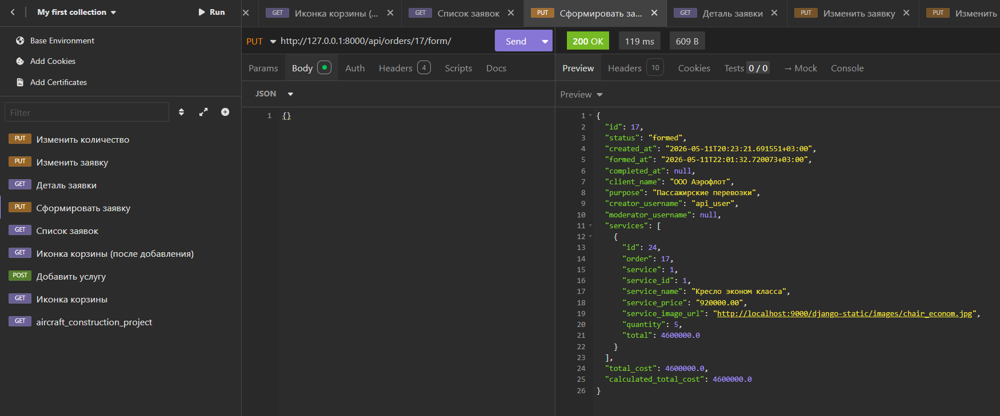 My first collection
Run
Base Environment
Add Cookies
Add Certificates
Filter
PUT Изменить количество
PUT Изменить заявку
GET Деталь заявки
PUT Сформировать заявку
GET Список заявок
GET Иконка корзины (после добавления)
POST Добавить услугу
GET Иконка корзины
GET aircraft_construction_project
GET Иконка корзины (... GET Список заявок PUT Сформировать за... GET Деталь заявки PUT Изменить заявку PUT Изменить
PUT http://127.0.0.1:8000/api/orders/17/form/ Send
Params Body Auth Headers 4 Scripts Docs
JSON
1 {}
200 OK 119 ms 609 B
Preview Headers 10 Cookies Tests 0 / 0 → Mock Console
Preview
1 {
2 "id": 17,
3 "status": "formed",
4 "created_at": "2026-05-11T20:23:21.691551+03:00",
5 "formed_at": "2026-05-11T22:01:32.720073+03:00",
6 "completed_at": null,
7 "client_name": "ООО Аэрофлот",
8 "purpose": "Пассажирские перевозки",
9 "creator_username": "api_user",
10 "moderator_username": null,
11 "services": [
12 {
13 "id": 24,
14 "order": 17,
15 "service": 1,
16 "service_id": 1,
17 "service_name": "Кресло эконом класса",
18 "service_price": "920000.00",
19 "service_image_url": "http://localhost:9000/django-static/images/chair_econom.jpg",
20 "quantity": 5,
21 "total": 4600000.0
22 }
23 ],
24 "total_cost": 4600000.0,
25 "calculated_total_cost": 4600000.0
26 }